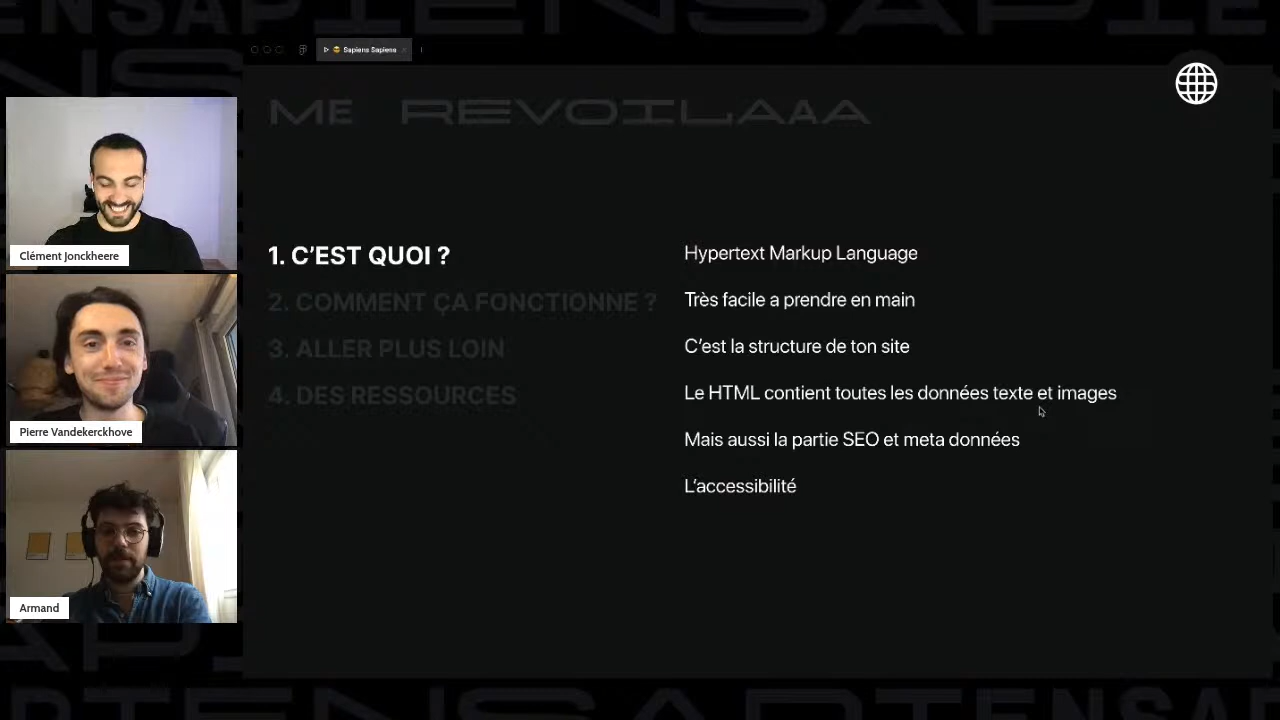 Sapiens Sapiens
ME REVOILAAA
1. C’EST QUOI ?
2. COMMENT ÇA FONCTIONNE ?
3. ALLER PLUS LOIN
4. DES RESSOURCES
Hypertext Markup Language
Très facile a prendre en main
C’est la structure de ton site
Le HTML contient toutes les données texte et images
Mais aussi la partie SEO et meta données
L’accessibilité
Clément Jonckheere
Pierre Vandekerckhove
Armand